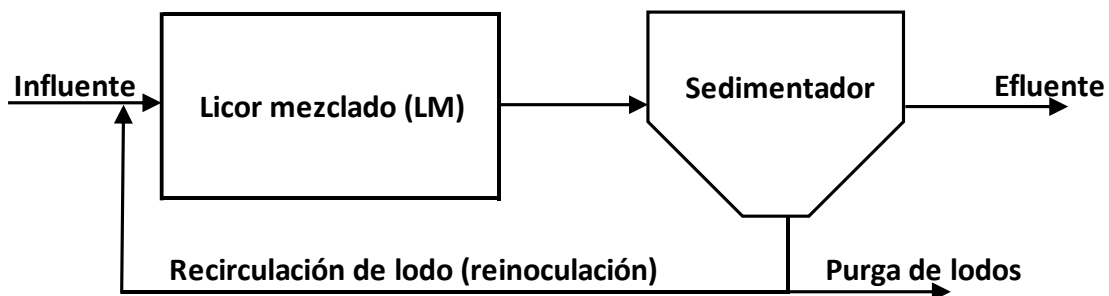 Influente
Licor mezclado (LM)
Sedimentador
Efluente
Recirculación de lodo (reinoculación)
Purga de lodos